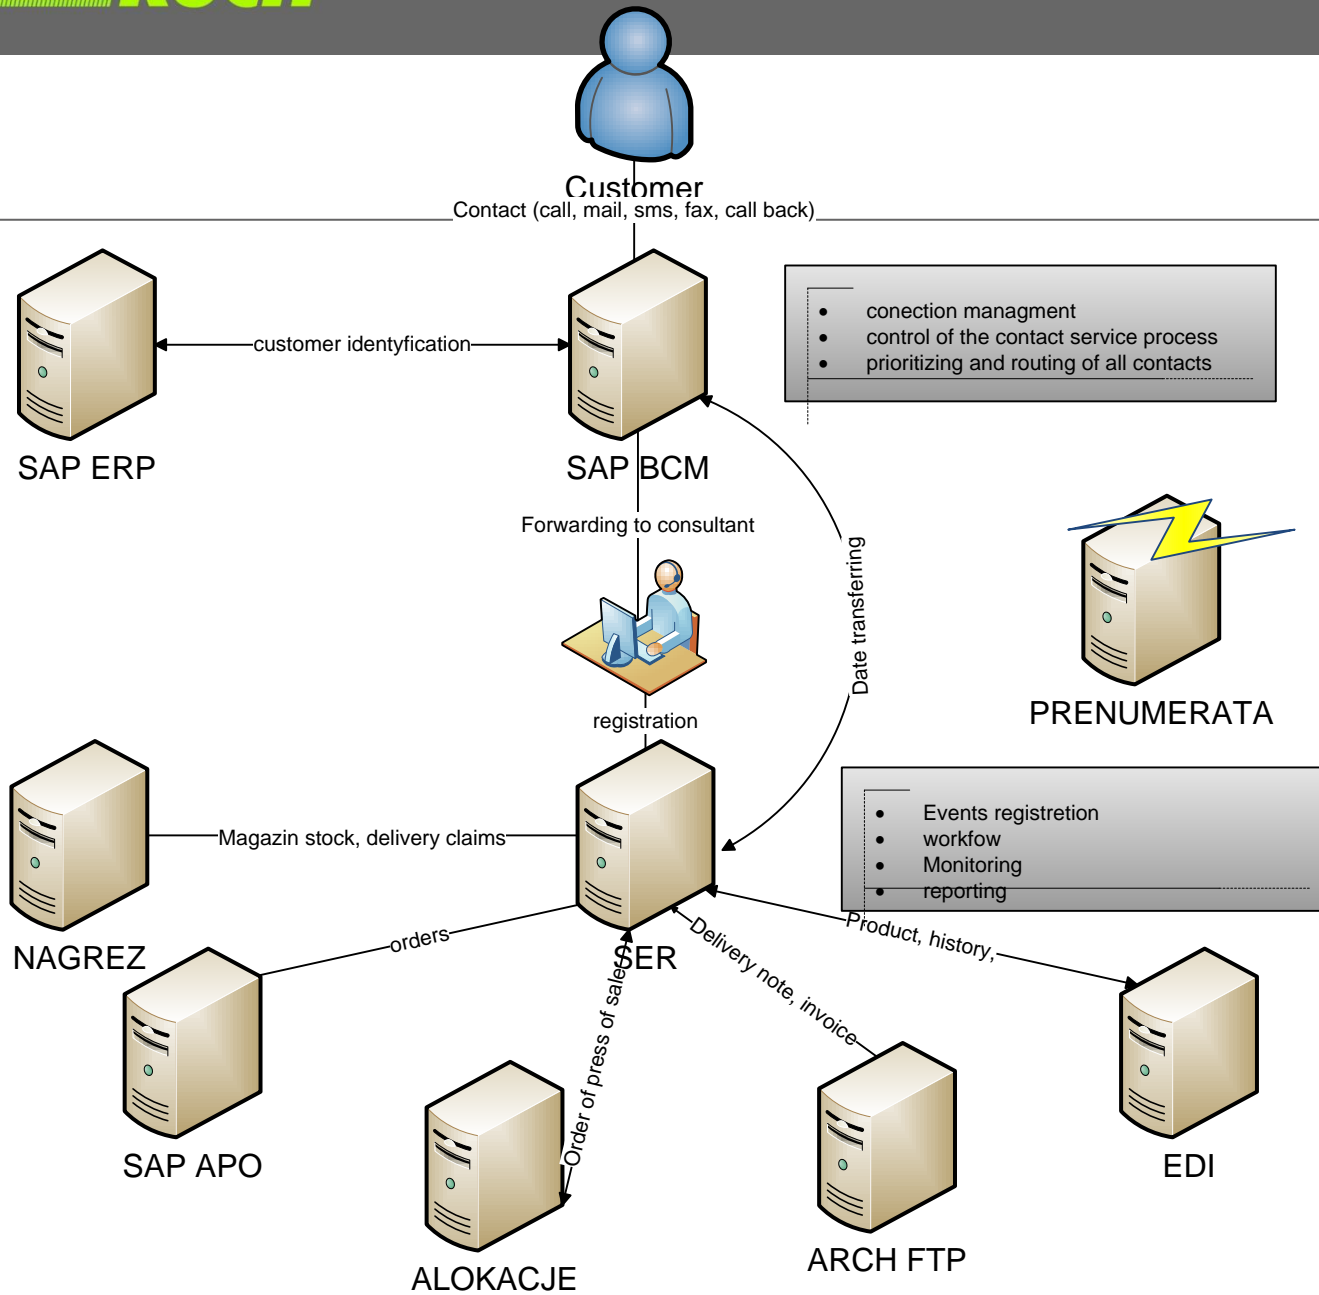 Customer
Contact (call, mail, sms, fax, call back)
conection managment
control of the contact service process
prioritizing and routing of all contacts
customer identyfication
SAP ERP
SAP BCM
Forwarding to consultant
Date transferring
PRENUMERATA
registration
Events registretion
workfow
Monitoring
reporting
Magazin stock, delivery claims
NAGREZ
orders
SER
Delivery note, invoice
Product, history,
Order of press of sale
SAP APO
EDI
ALOKACJE
ARCH FTP